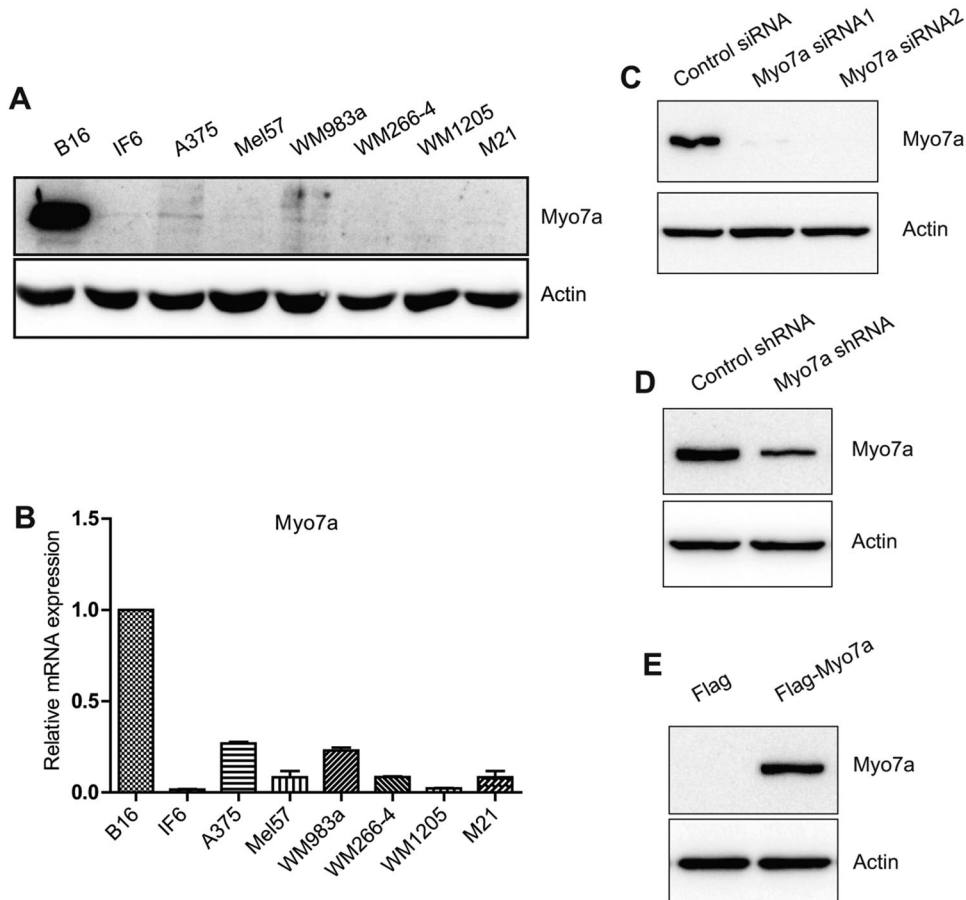 A
B16 IF6 A375 Mel57 WM983a WM266-4 WM1205 M21
Myo7a
Actin
B
Myo7a
Relative mRNA expression
1.5
1.0
0.5
0.0
B16 IF6 A375 Mel57 WM983a WM266-4 WM1205 M21
C
Control siRNA Myo7a siRNA1 Myo7a siRNA2
Myo7a
Actin
D
Control shRNA Myo7a shRNA
Myo7a
Actin
E
Flag Flag-Myo7a
Myo7a
Actin